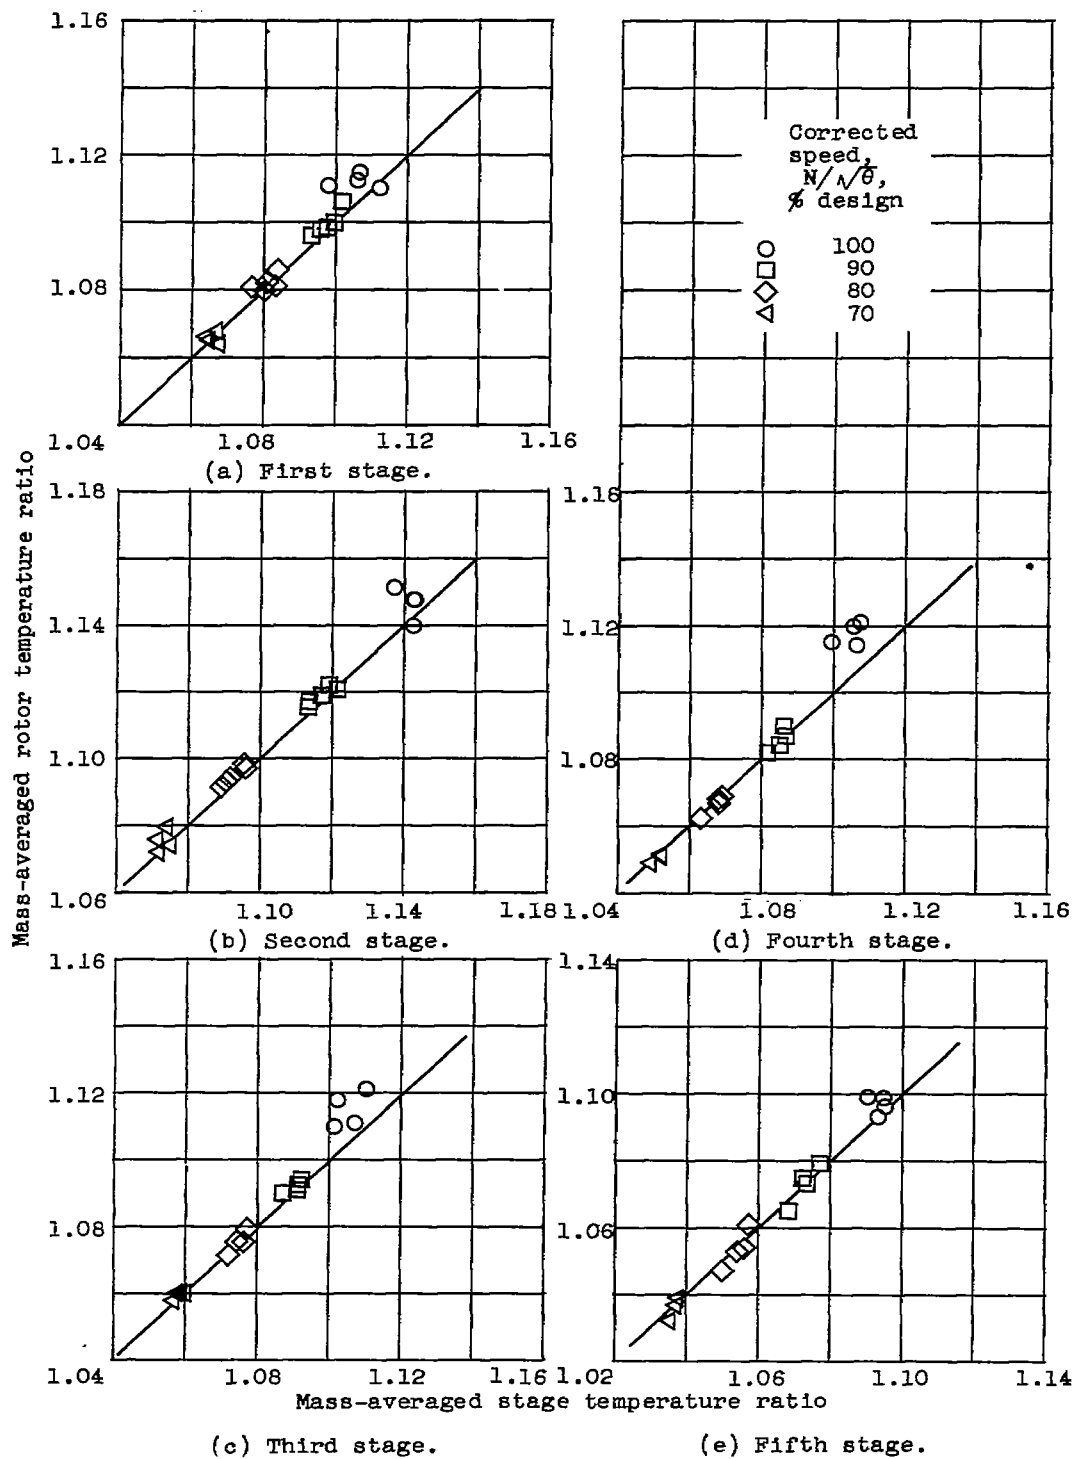 Mass-averaged rotor temperature ratio
1.16
1.12
1.08
1.04
1.08 1.12 1.16
(a) First stage.
Corrected
speed,
N/√θ,
% design
○ 100
□ 90
◇ 80
◁ 70
1.18
1.14
1.10
1.06
1.10 1.14 1.18
(b) Second stage.
1.16
1.12
1.08
1.04 1.08 1.12 1.16
(d) Fourth stage.
1.16
1.12
1.08
1.04
1.08 1.12 1.16
1.14
1.10
1.06
1.02 1.06 1.10 1.14
Mass-averaged stage temperature ratio
(c) Third stage.
(e) Fifth stage.